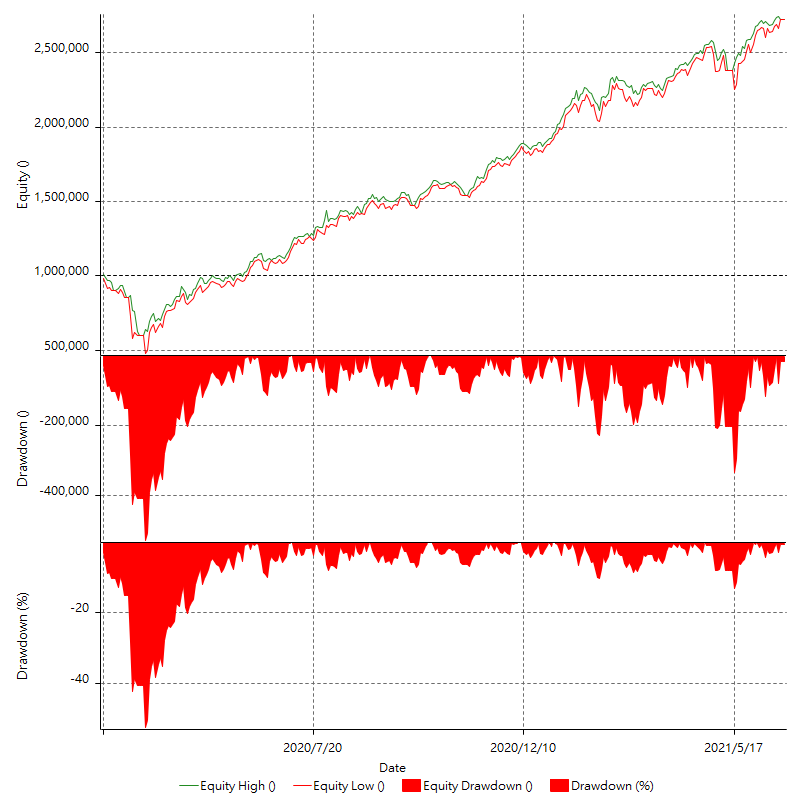 2,500,000
2,000,000
1,500,000
1,000,000
500,000
Equity ()
-200,000
-400,000
Drawdown ()
-20
-40
Drawdown (%)
2020/7/20 2020/12/10 2021/5/17
Date
Equity High () Equity Low () Equity Drawdown () Drawdown (%)